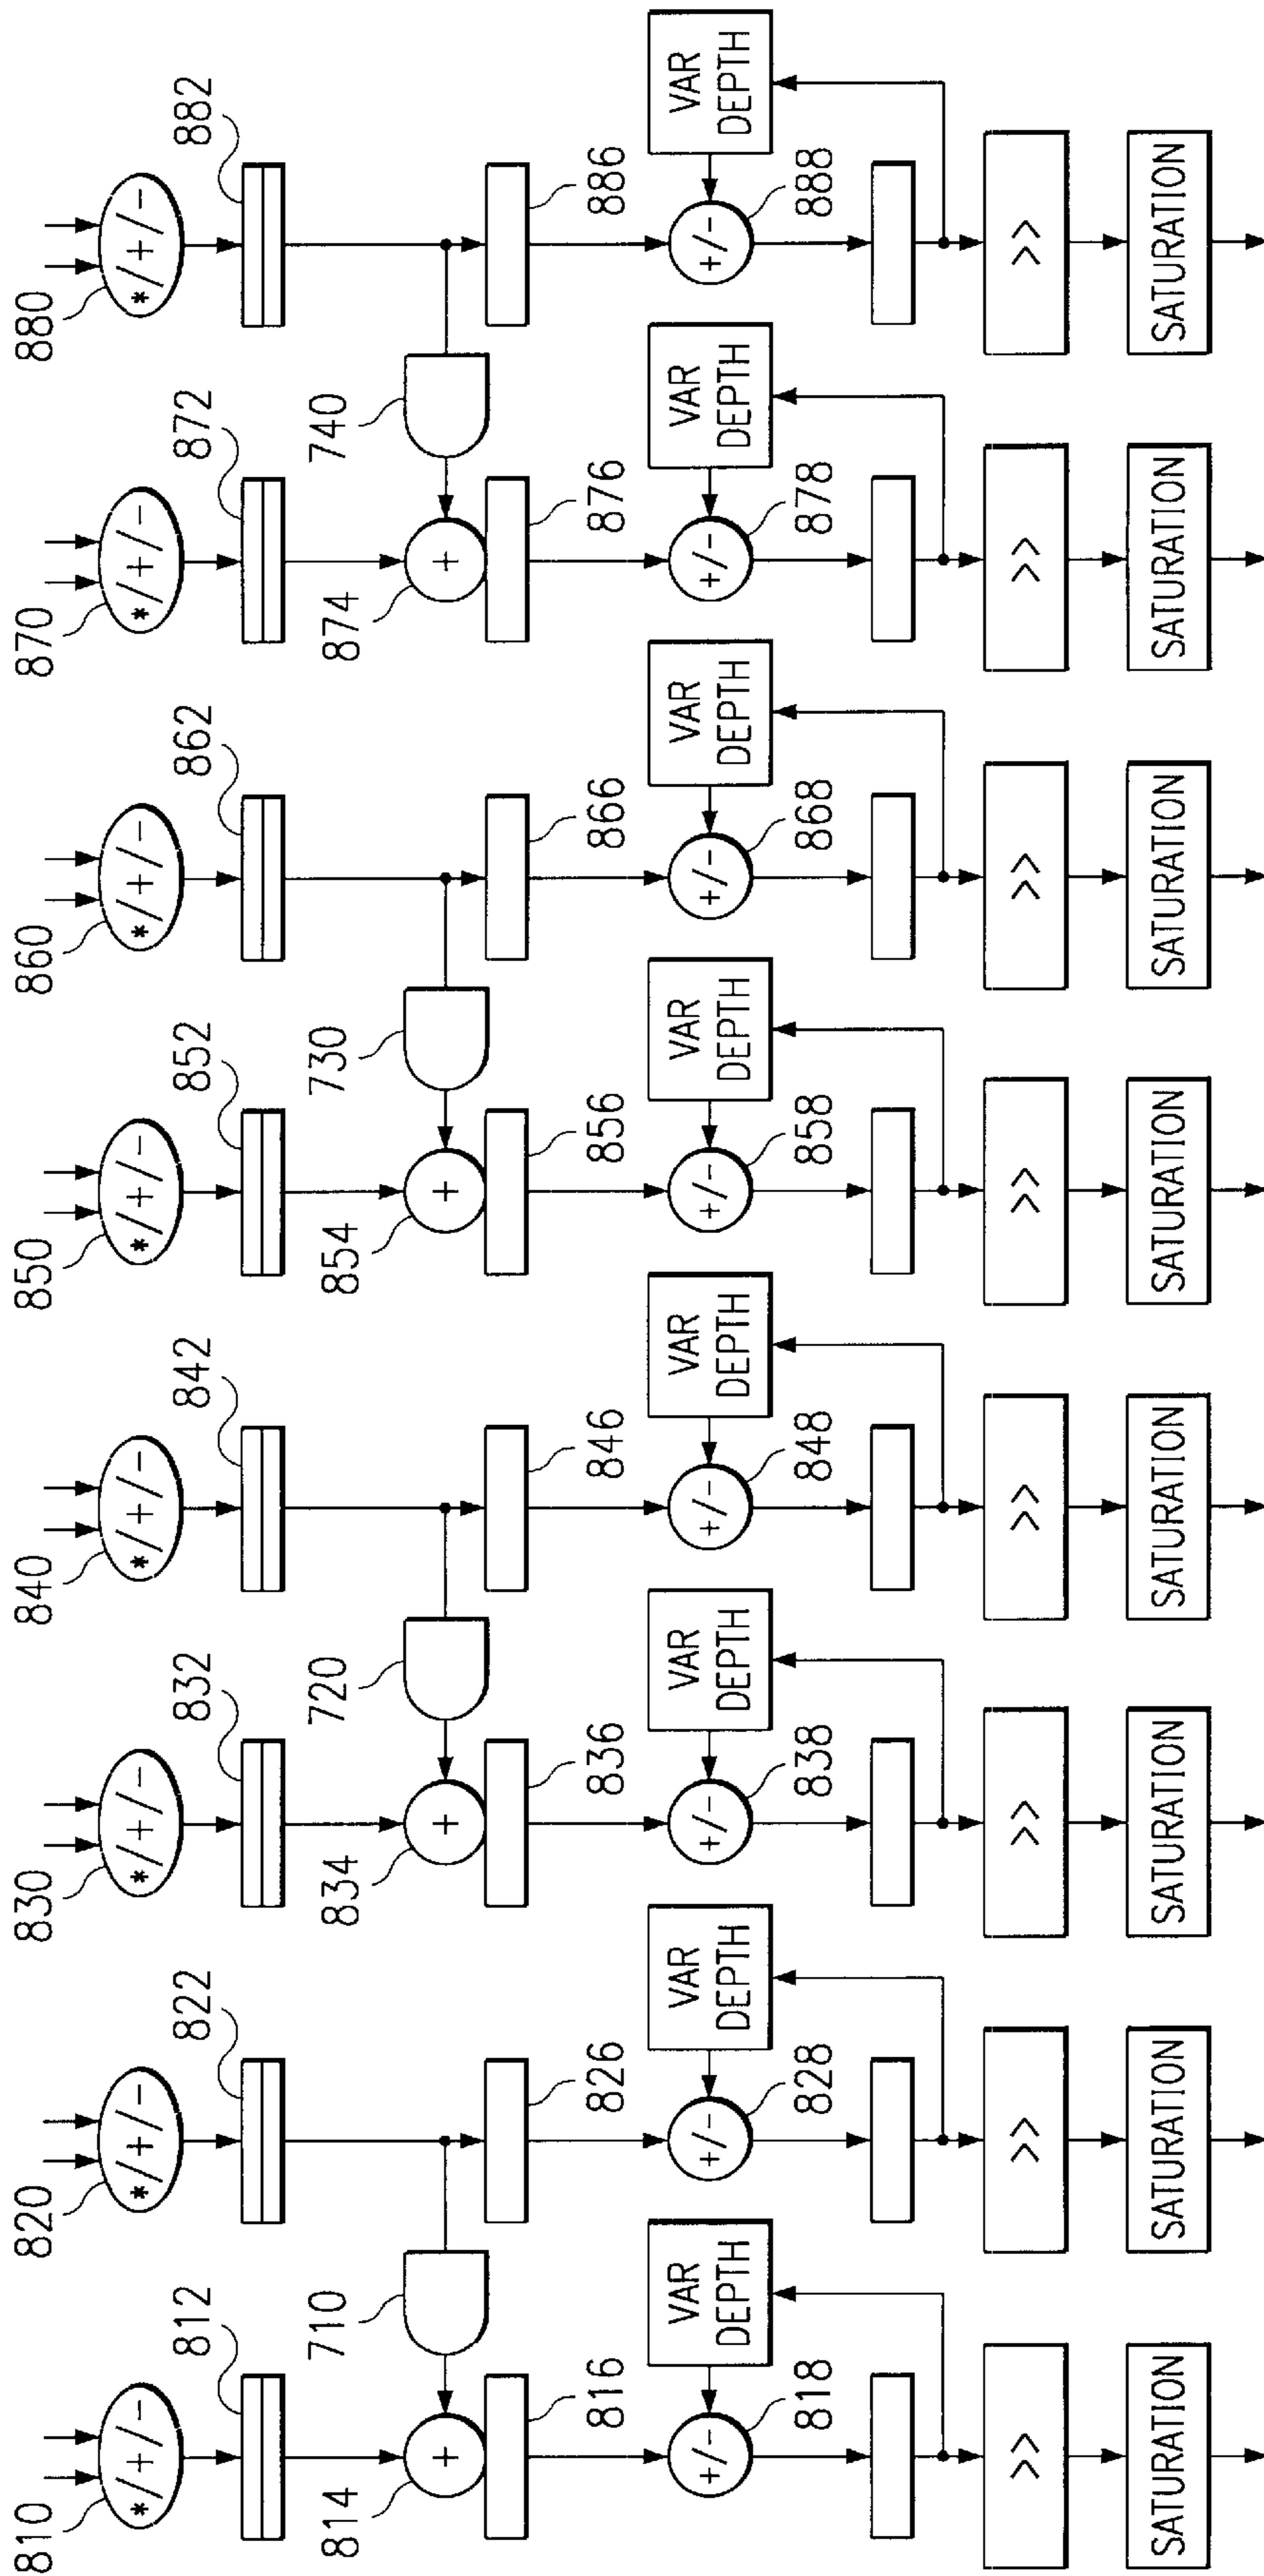 810 820 830 840 850 860 870 880
*/+/- */+/- */+/- */+/- */+/- */+/- */+/- */+/-
812 822 832 842 852 862 872 882
710 720 730 740
814 + 834 + 854 + 874 +
816 826 836 846 856 866 876 886
VAR DEPTH VAR DEPTH VAR DEPTH VAR DEPTH VAR DEPTH VAR DEPTH VAR DEPTH VAR DEPTH
+/- +/- +/- +/- +/- +/- +/- +/-
818 828 838 848 858 868 878 888
>> >> >> >> >> >> >> >>
SATURATION SATURATION SATURATION SATURATION SATURATION SATURATION SATURATION SATURATION